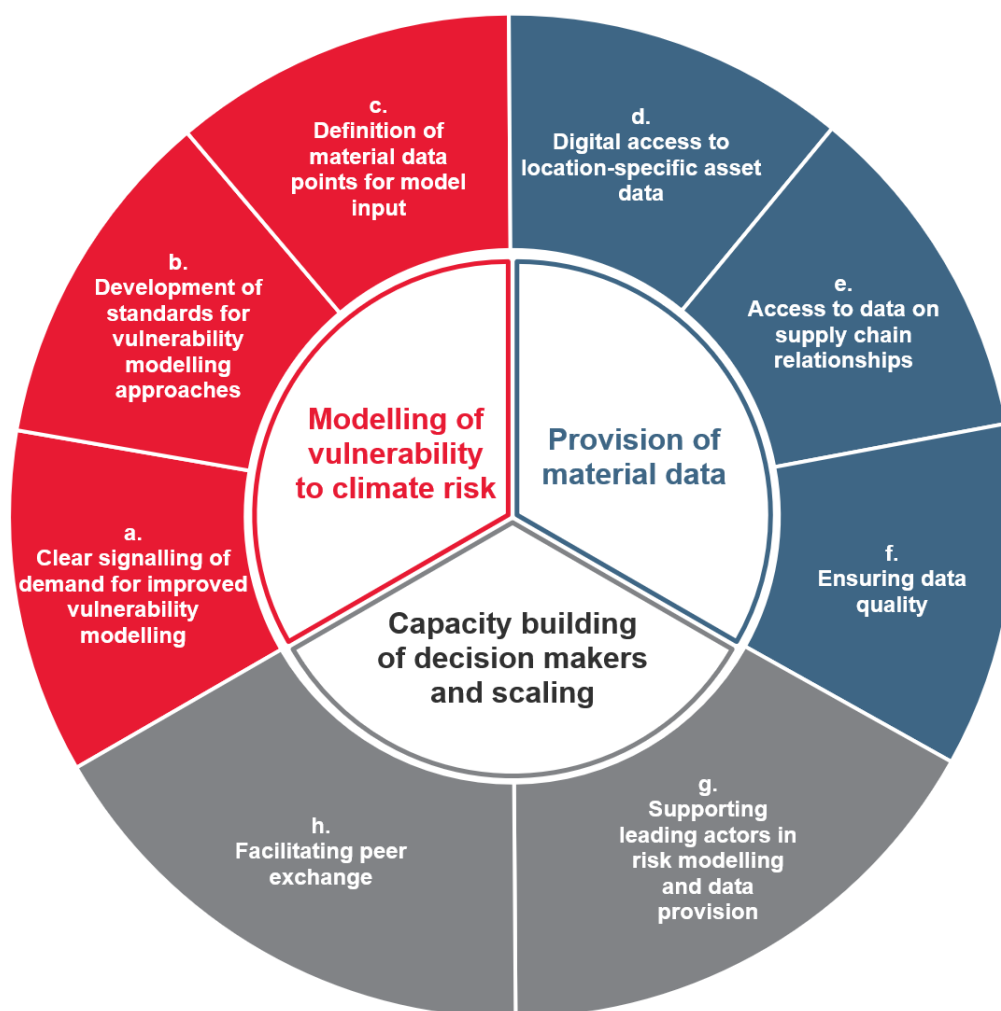 a.
Clear signalling of
demand for improved
vulnerability
modelling
b.
Development of
standards for
vulnerability
modelling
approaches
c.
Definition of
material data
points for model
input
d.
Digital access to
location-specific asset
data
e.
Access to data on
supply chain
relationships
f.
Ensuring data
quality
g.
Supporting
leading actors in
risk modelling
and data
provision
h.
Facilitating peer
exchange
Modelling of
vulnerability
to climate risk
Provision of
material data
Capacity building
of decision makers
and scaling